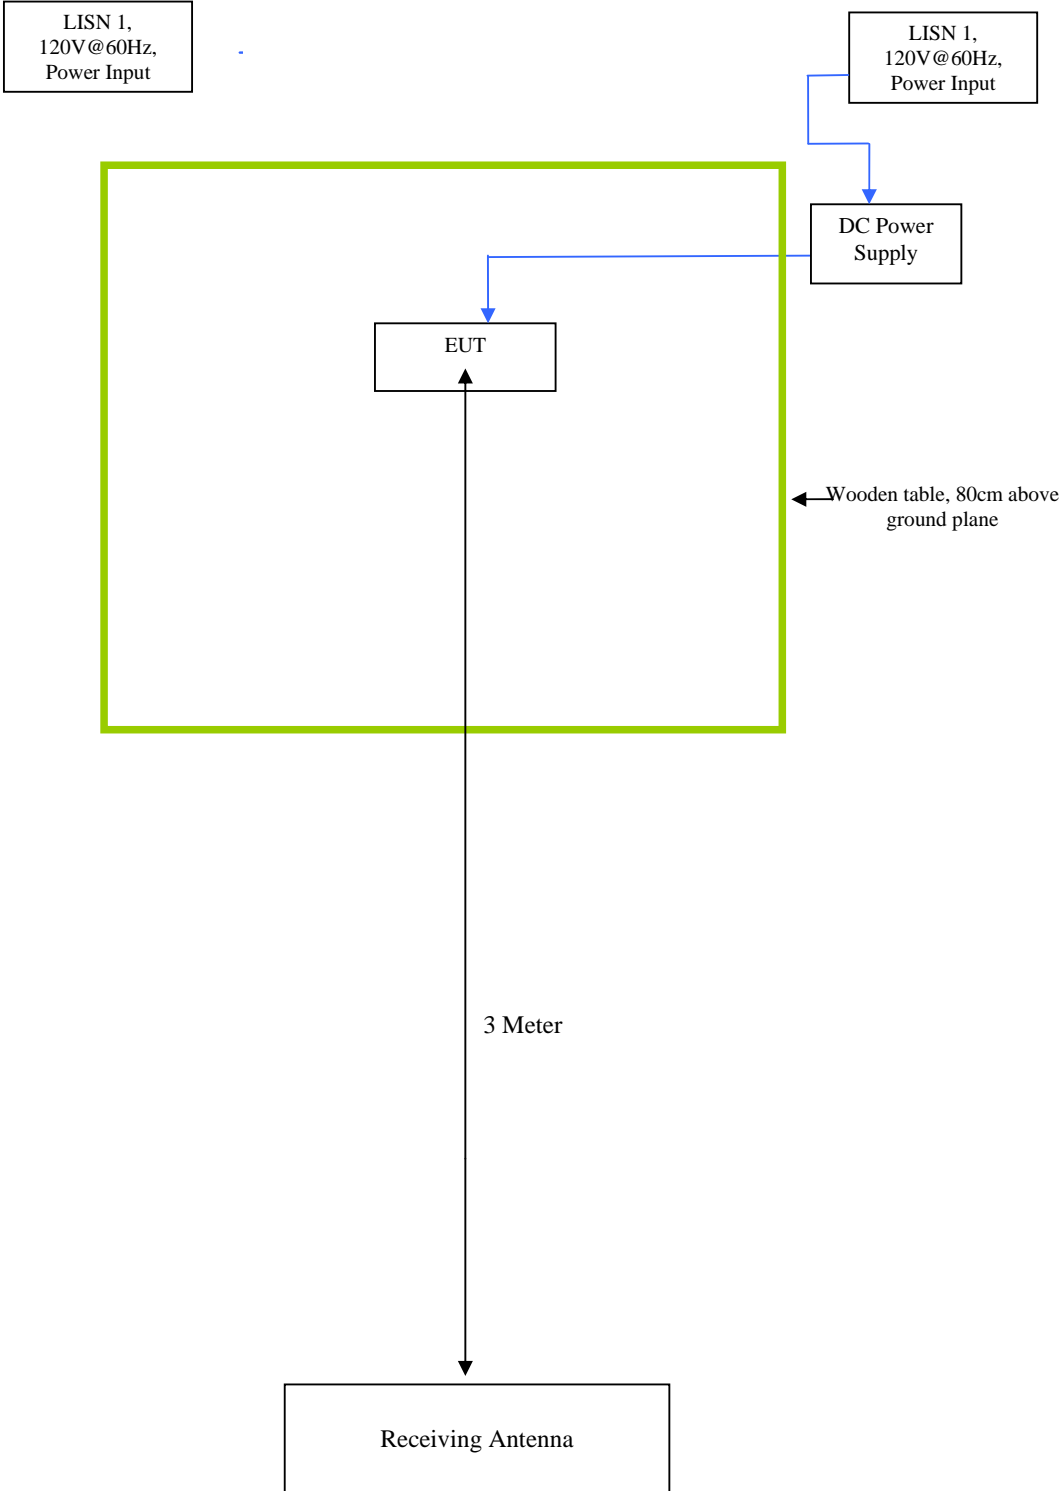 LISN 1,
120V@60Hz,
Power Input
LISN 1,
120V@60Hz,
Power Input
DC Power
Supply
EUT
Wooden table, 80cm above
ground plane
3 Meter
Receiving Antenna